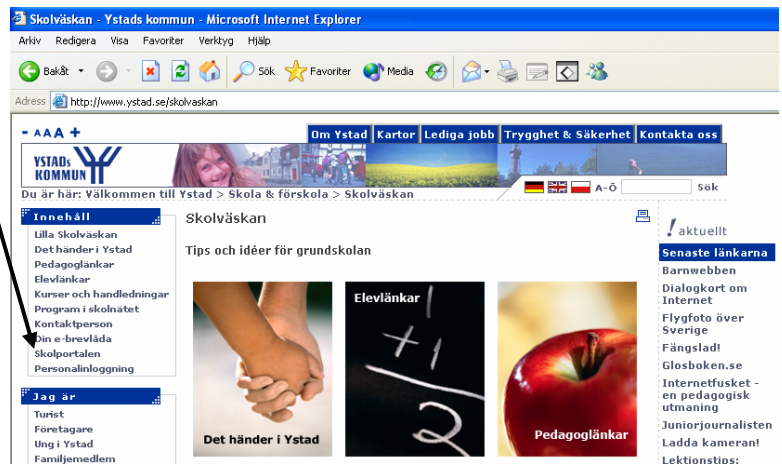 Skolväskan - Ystads kommun - Microsoft Internet Explorer
Arkiv Redigera Visa Favoriter Verktyg Hjälp
Bakåt Sök Favoriter Media
Adress http://www.ystad.se/skolvaskan
- A A A +
Om Ystad Kartor Lediga jobb Trygghet & Säkerhet Kontakta oss
YSTADS
KOMMUN
Du är här: Välkommen till Ystad > Skola & förskola > Skolväskan
A-Ö Sök
Innehåll
Lilla Skolväskan
Det händer i Ystad
Pedagoglänkar
Elevlänkar
Kurser och handledningar
Program i skolnätet
Kontaktperson
Din e-brevlåda
Skolportalen
Personalinloggning
Jag är
Turist
Företagare
Ung i Ystad
Familjemedlem
Skolväskan
Tips och idéer för grundskolan
Det händer i Ystad
Elevlänkar
1
+1
2
Pedagoglänkar
! aktuellt
Senaste länkarna
Barnwebben
Dialogkort om
Internet
Flygfoto över
Sverige
Fängslad!
Glosboken.se
Internetfusket -
en pedagogisk
utmaning
Juniorjournalisten
Ladda kameran!
Lektionstips: